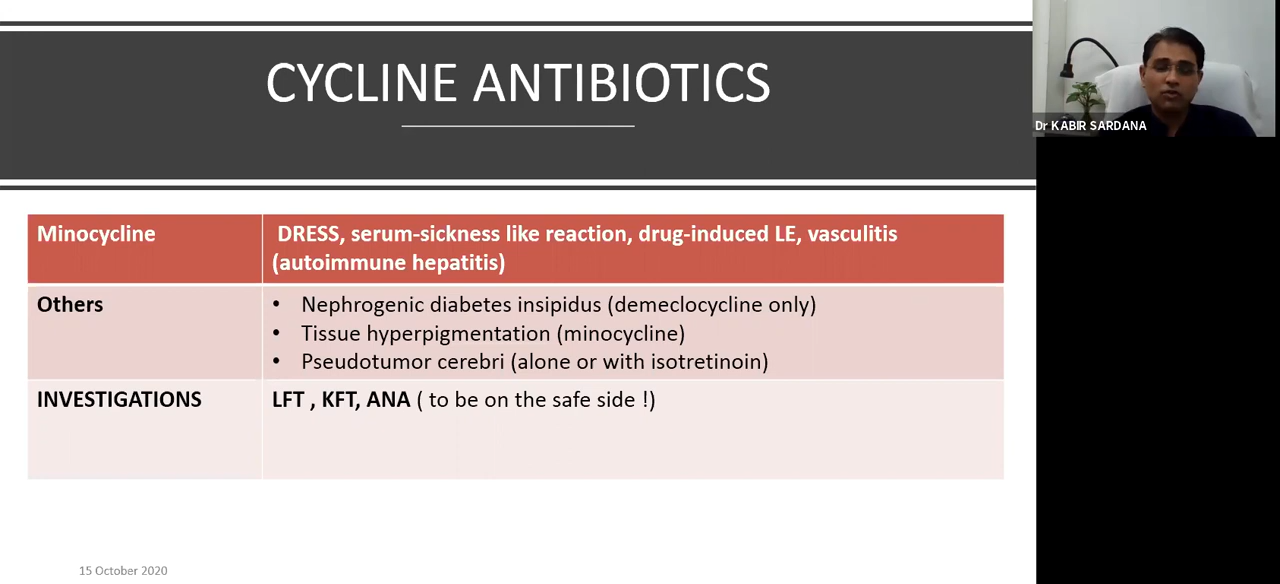 CYCLINE ANTIBIOTICS
Dr KABIR SARDANA
Minocycline
DRESS, serum-sickness like reaction, drug-induced LE, vasculitis
(autoimmune hepatitis)
Others
• Nephrogenic diabetes insipidus (demeclocycline only)
• Tissue hyperpigmentation (minocycline)
• Pseudotumor cerebri (alone or with isotretinoin)
INVESTIGATIONS
LFT , KFT, ANA ( to be on the safe side !)
15 October 2020